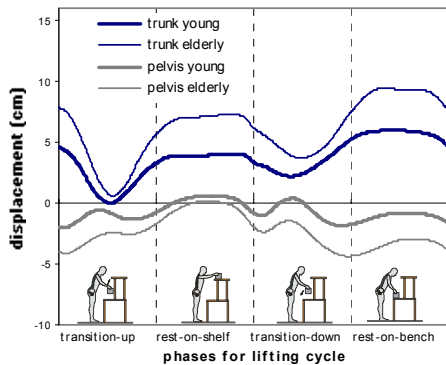 trunk young
trunk elderly
pelvis young
pelvis elderly
displacement (cm)
15
10
5
0
-5
-10
transition-up rest-on-shelf transition-down rest-on-bench
phases for lifting cycle